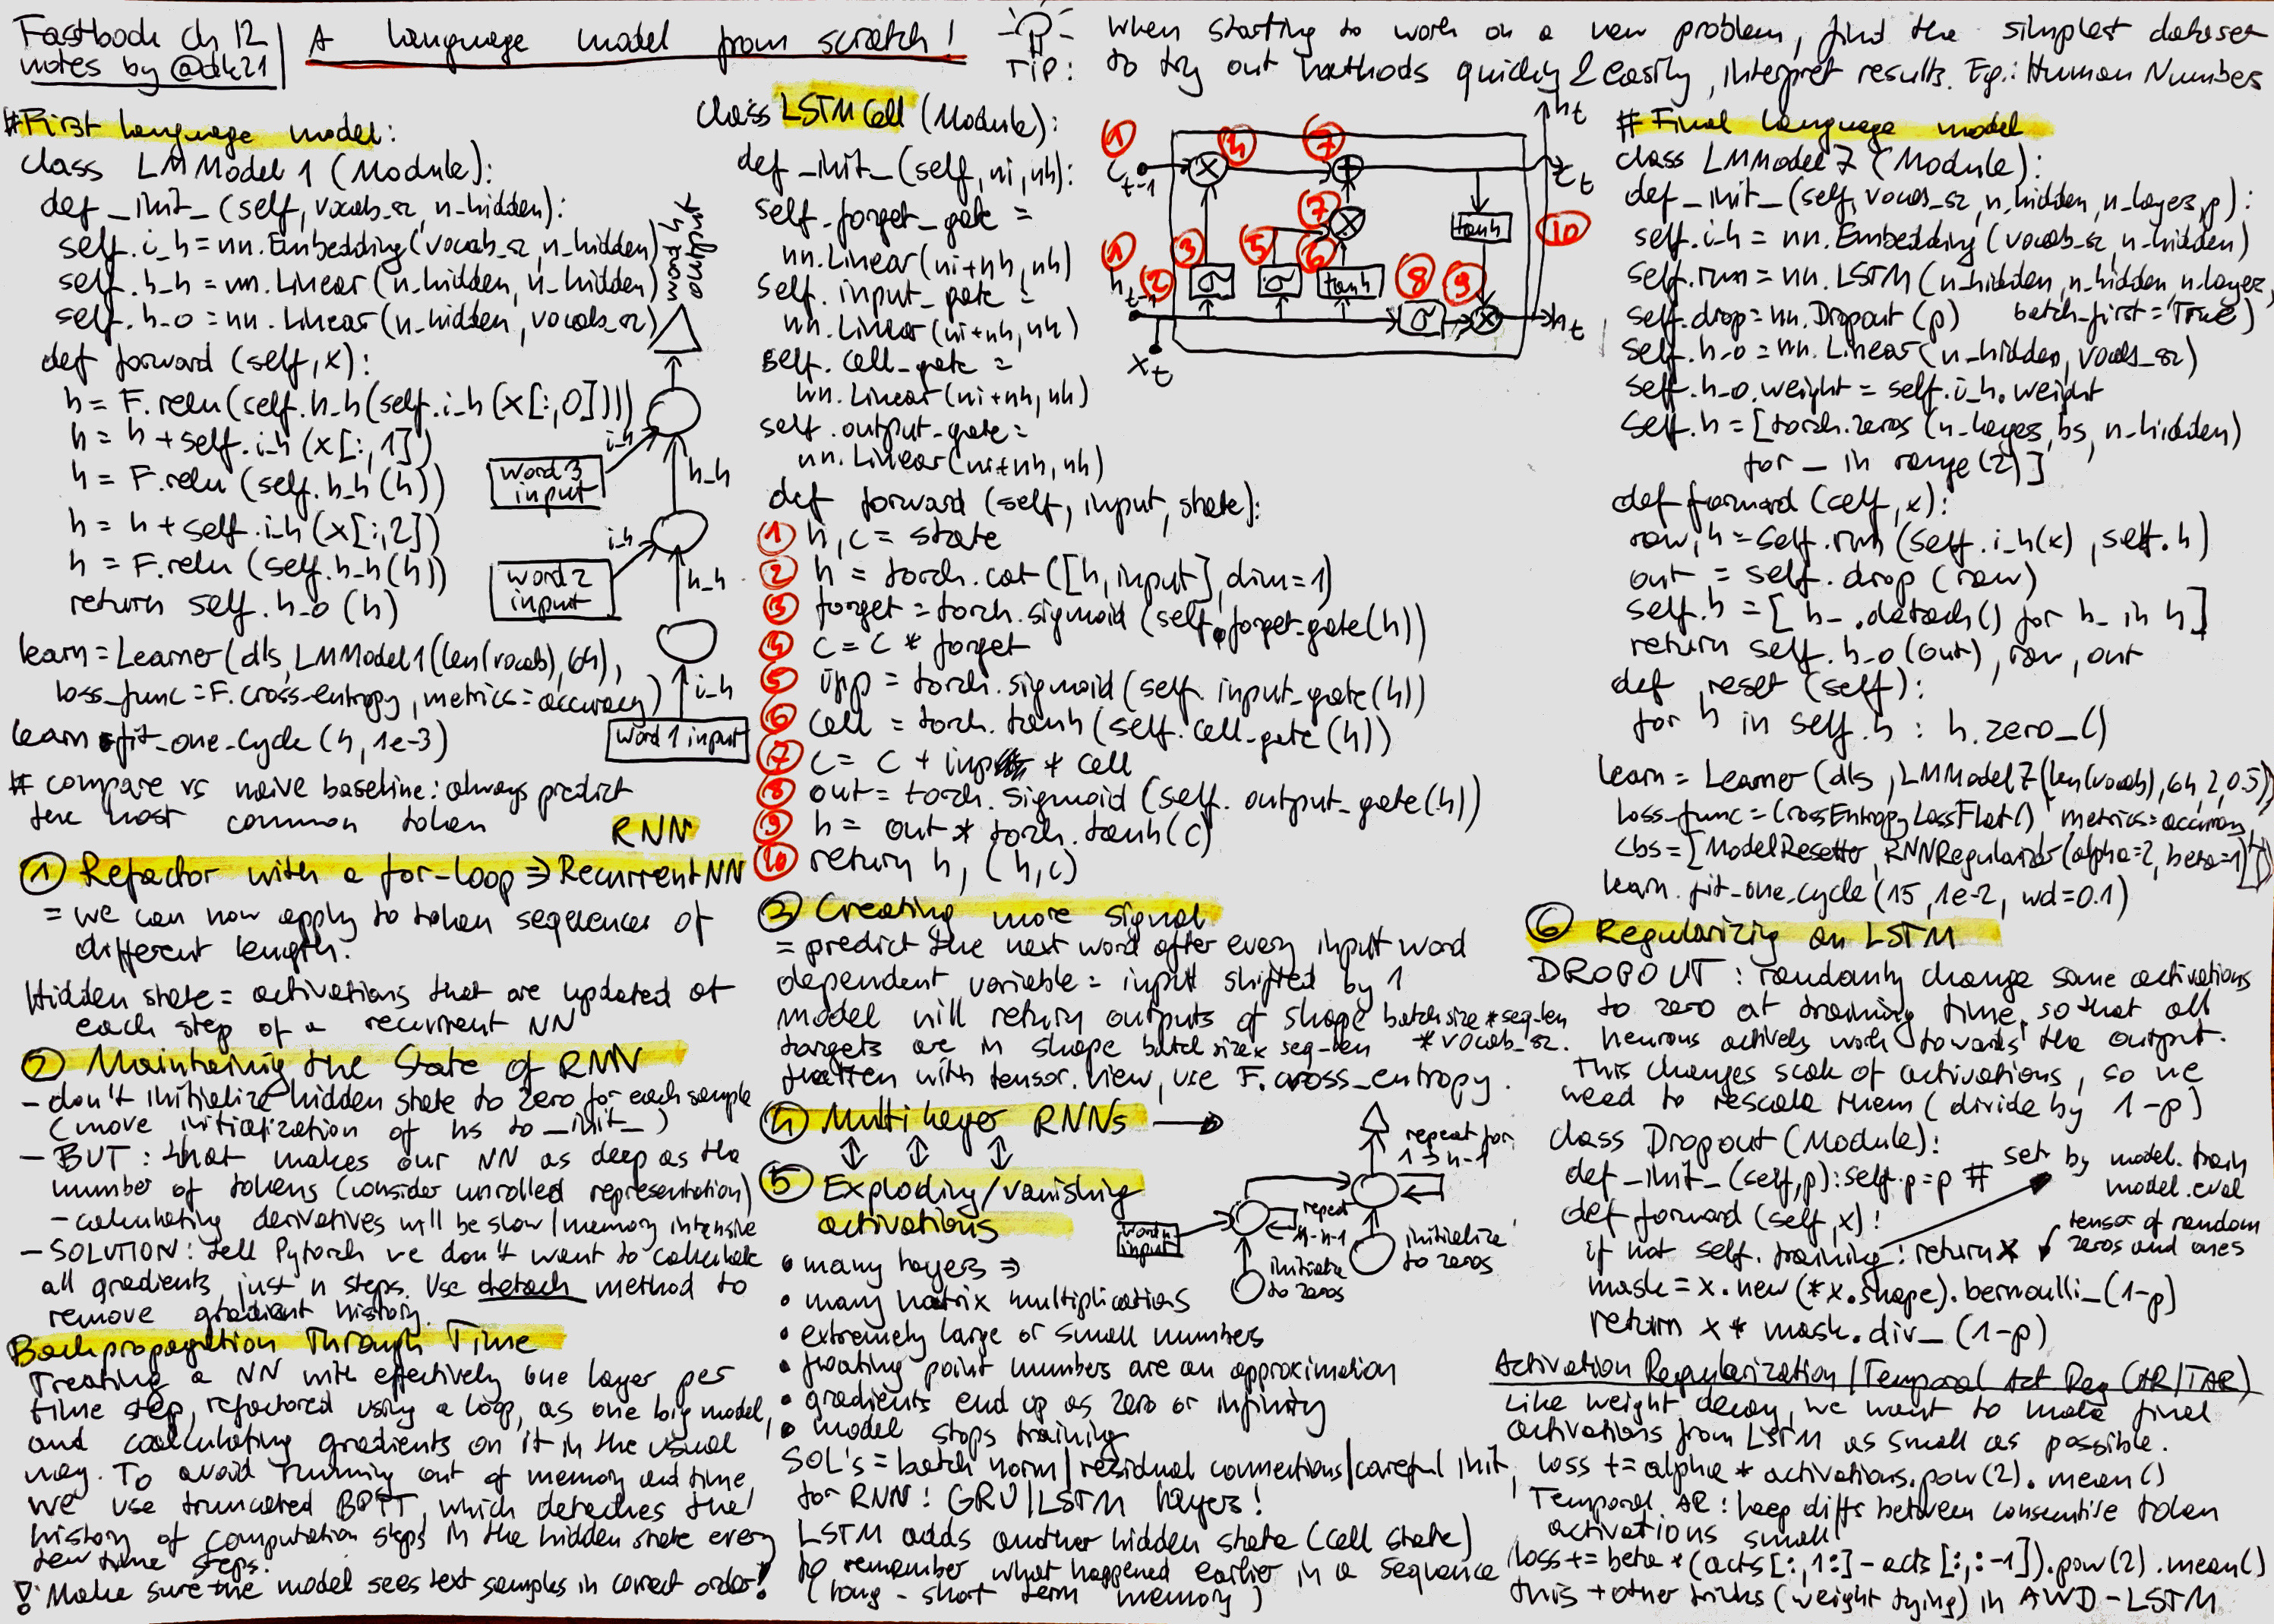 Fastbook ch 12
notes by @dk21
A language model from scratch!
TIP:
When starting to work on a new problem, find the simplest dataset
to try out methods quickly & easily, interpret results. Eg.: Human Numbers
#First language model:
class LMModel1 (Module):
def _init_ (self, vocab_sz, n_hidden):
self.i_h = nn.Embedding(vocab_sz, n_hidden)
self.h_h = nn.Linear(n_hidden, n_hidden)
self.h_o = nn.Linear(n_hidden, vocab_sz)
def forward (self, x):
h = F.relu(self.h_h(self.i_h(x[:,0])))
h = h + self.i_h(x[:,1])
h = F.relu(self.h_h(h))
h = h + self.i_h(x[:,2])
h = F.relu(self.h_h(h))
return self.h_o(h)
learn = Learner(dls, LMModel1(len(vocab), 64),
loss_func = F.cross_entropy, metrics = accuracy)
learn.fit_one_cycle(4, 1e-3)
# compare vs naive baseline: always predict
the most common token
word 4
output
i_h
word 3
input
h_h
i_h
word 2
input
h_h
i_h
word 1 input
RNN
① Refactor with a for-loop ⇒ Recurrent NN
= we can now apply to token sequences of
different length.
Hidden state = activations that are updated at
each step of a recurrent NN
② Maintaining the State of RNN
- don't initialize hidden state to zero for each sample
(move initialization of hs to _init_)
- BUT: that makes our NN as deep as the
number of tokens (consider unrolled representation)
- calculating derivatives will be slow/memory intensive
- SOLUTION: tell Pytorch we don't want to calculate
all gradients, just n steps. Use detach method to
remove gradient history.
Backpropagation Through Time
Treating a NN with effectively one layer per
time step, refactored using a loop, as one big model,
and calculating gradients on it in the usual
way. To avoid running out of memory and time,
we use truncated BPTT, which detaches the
history of computation steps in the hidden state every
few time steps.
! Make sure the model sees text samples in correct order!
class LSTMCell (Module):
def _init_ (self, ni, nh):
self.forget_gate =
nn.Linear(ni+nh, nh)
self.input_gate =
nn.Linear(ni+nh, nh)
self.cell_gate =
nn.Linear(ni+nh, nh)
self.output_gate =
nn.Linear(ni+nh, nh)
def forward (self, input, state):
① h, c = state
② h = torch.cat([h, input], dim=1)
③ forget = torch.sigmoid (self.forget_gate(h))
④ c = c * forget
⑤ inp = torch.sigmoid (self.input_gate(h))
⑥ cell = torch.tanh (self.cell_gate(h))
⑦ c = c + inp * cell
⑧ out = torch.sigmoid (self.output_gate(h))
⑨ h = out * torch.tanh(c)
⑩ return h, (h,c)
ht
① ④ ⑦
Ct-1 × + Ct
⑦ ×
tanh ⑩
① ② ③ ⑤ ⑥ ⑧ ⑨
ht-1 σ σ tanh σ × ht
xt
③ Creating more signal
= predict the next word after every input word
dependent variable = input shifted by 1
model will return outputs of shape batch size * seq-len
* vocab_sz.
targets are in shape batch size x seq-len
flatten with tensor.view, use F.cross_entropy.
④ Multilayer RNNs →
⑤ Exploding/vanishing
activations
• many layers ⇒
• many matrix multiplications
• extremely large or small numbers
• floating point numbers are an approximation
• gradients end up as zero or infinity
• model stops training
SOL's = batch norm/residual connections/careful init,
for RNN: GRU/LSTM layers!
LSTM adds another hidden state (cell state)
to remember what happened earlier in a sequence
(long-short term memory)
repeat for
1→n-1
word n
input
repeat
1→n-1
initialize
to zeros
initialize
to zeros
# Final language model
class LMModel7 (Module):
def _init_ (self, vocab_sz, n_hidden, n_layers, p):
self.i_h = nn.Embedding (vocab_sz, n_hidden)
self.rnn = nn.LSTM (n_hidden, n_hidden, n_layer,
batch_first='True')
self.drop = nn.Dropout (p)
self.h_o = nn.Linear(n_hidden, vocab_sz)
self.h_o.weight = self.i_h.weight
self.h = [torch.zeros (n_layers, bs, n_hidden)
for _ in range(2)]
def forward (self, x):
raw, h = self.rnn (self.i_h(x), self.h)
out = self.drop (raw)
self.h = [h_.detach() for h_ in h]
return self.h_o(out), raw, out
def reset (self):
for h in self.h : h.zero_()
learn = Learner (dls, LMModel7(len(vocab), 64, 2, 0.5),
loss_func = CrossEntropyLossFlat(), metrics=accuracy,
cbs=[ModelResetter, RNNRegularizer(alpha=2, beta=1)])
learn.fit_one_cycle (15, 1e-2, wd=0.1)
⑥ Regularizing an LSTM
DROPOUT: randomly change some activations
to zero at training time, so that all
neurons actively work towards the output.
This changes scale of activations, so we
need to rescale them (divide by 1-p)
class Dropout (Module):
def _init_ (self, p): self.p = p #
set by model.train
model.eval
def forward (self, x):
if not self.training: return x
tensor of random
zeros and ones
mask = x.new(*x.shape).bernoulli_(1-p)
return x * mask.div_(1-p)
Activation Regularization/Temporal Act Reg (AR/TAR)
Like weight decay, we want to make final
activations from LSTM as small as possible.
loss += alpha * activations.pow(2).mean()
Temporal AR: keep diffs between consecutive token
activations small
loss += beta * (acts[:,1:] - acts[:,:-1]).pow(2).mean()
this + other tricks (weight tying) in AWD-LSTM